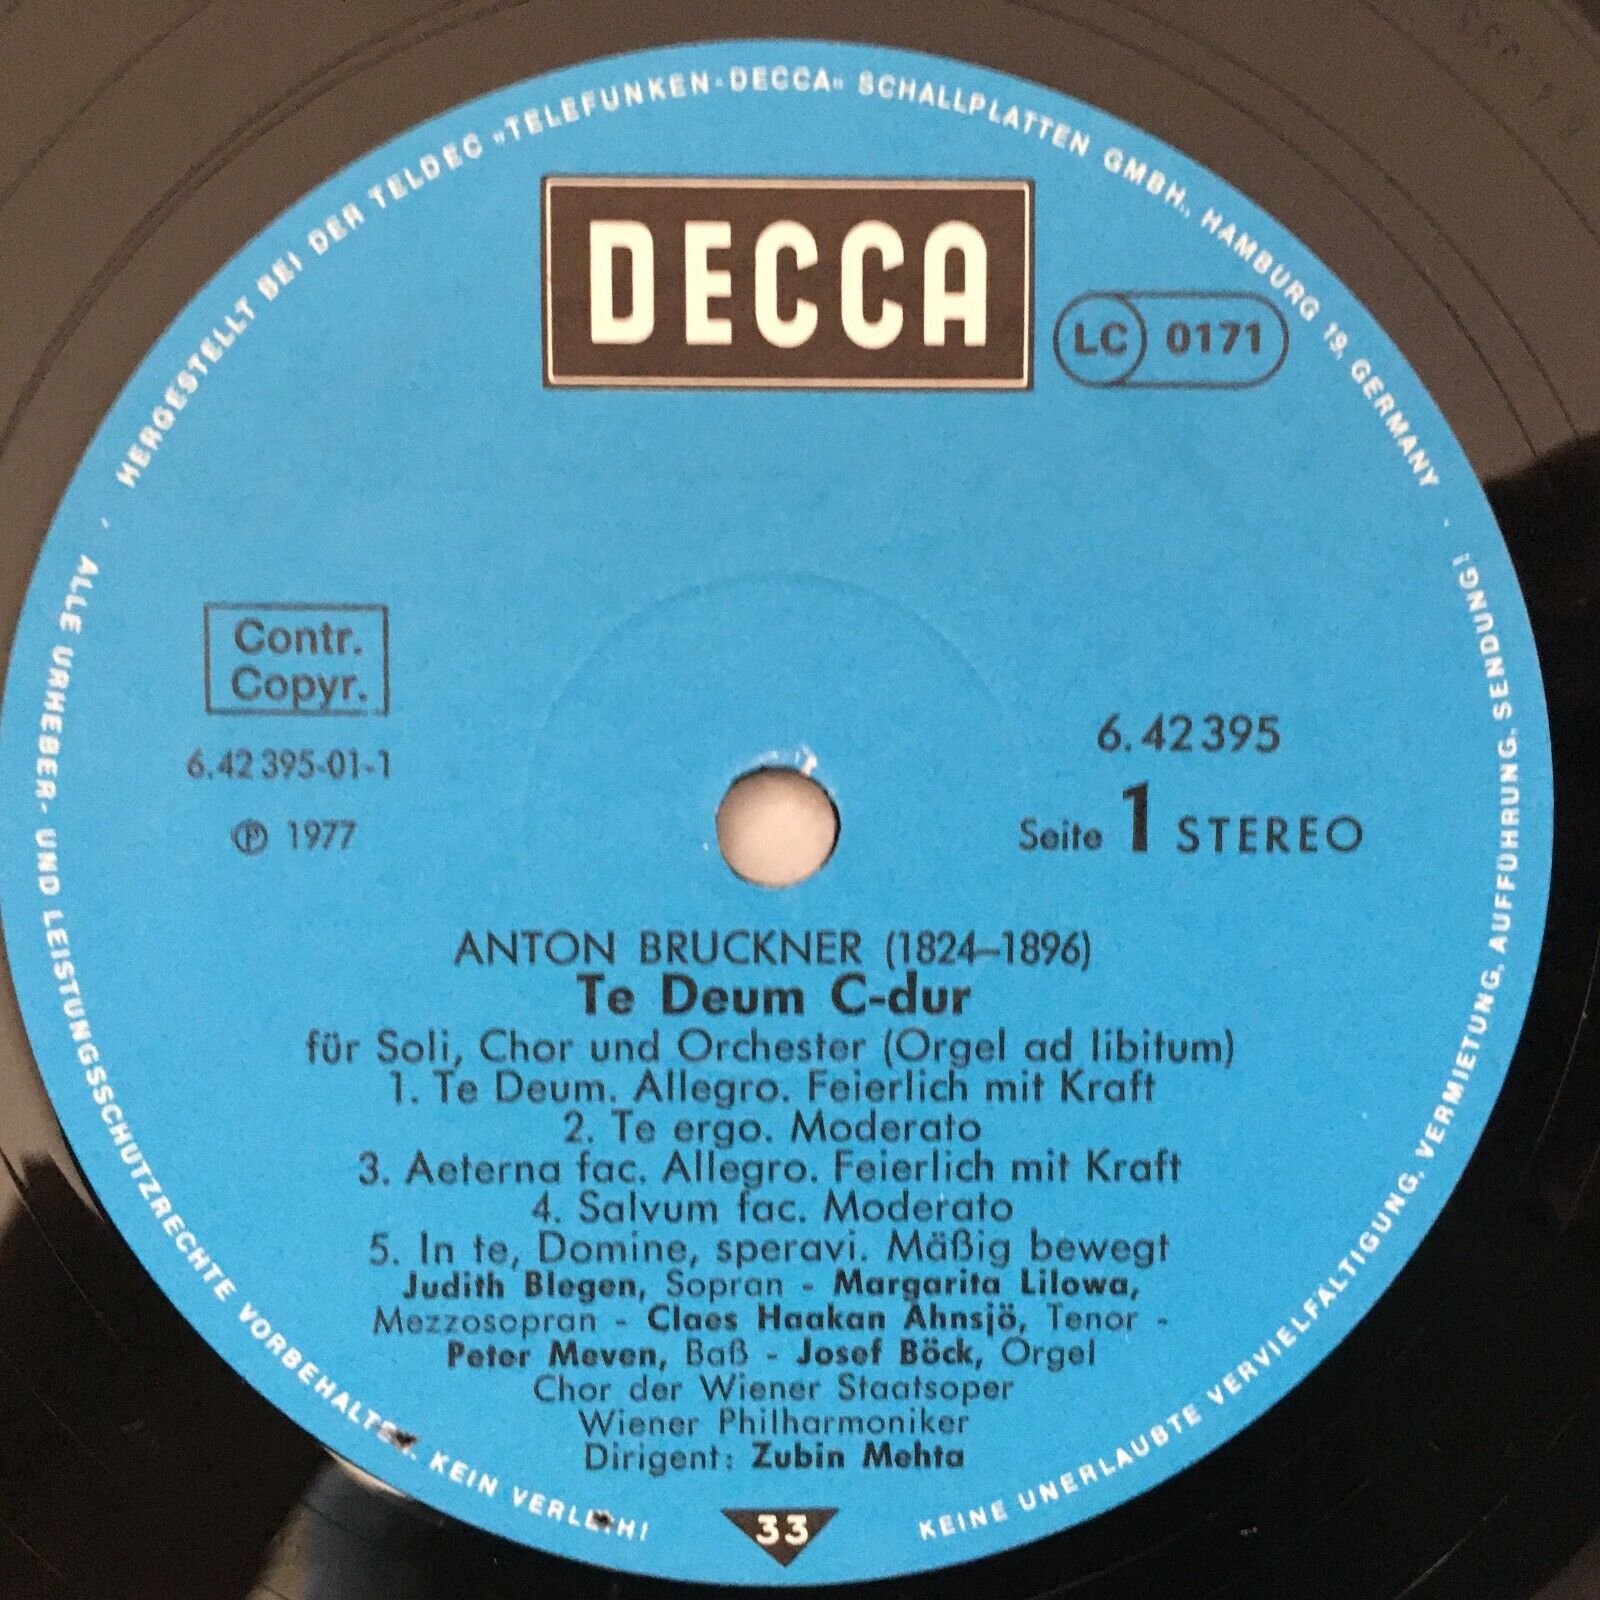 HERGESTELLT BEI DER TELDEC »TELEFUNKEN-DECCA« SCHALLPLATTEN GMBH., HAMBURG 19, GERMANY
DECCA
LC 0171
Contr.
Copyr.
6.42 395-01-1
℗ 1977
6.42395
Seite 1 STEREO
ANTON BRUCKNER (1824–1896)
Te Deum C-dur
für Soli, Chor und Orchester (Orgel ad libitum)
1. Te Deum. Allegro. Feierlich mit Kraft
2. Te ergo. Moderato
3. Aeterna fac. Allegro. Feierlich mit Kraft
4. Salvum fac. Moderato
5. In te, Domine, speravi. Mäßig bewegt
Judith Blegen, Sopran - Margarita Lilowa,
Mezzosopran - Claes Haakan Ahnsjö, Tenor -
Peter Meven, Baß - Josef Böck, Orgel
Chor der Wiener Staatsoper
Wiener Philharmoniker
Dirigent: Zubin Mehta
33
ALLE URHEBER- UND LEISTUNGSSCHUTZRECHTE VORBEHALTEN. KEIN VERLEIH!
KEINE UNERLAUBTE VERVIELFÄLTIGUNG, VERMIETUNG, AUFFÜHRUNG, SENDUNG!